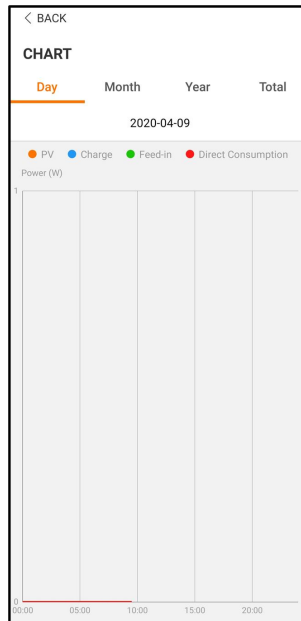 < BACK
CHART
Day Month Year Total
2020-04-09
PV Charge Feed-in Direct Consumption
Power (W)
1
0
00:00 05:00 10:00 15:00 20:00